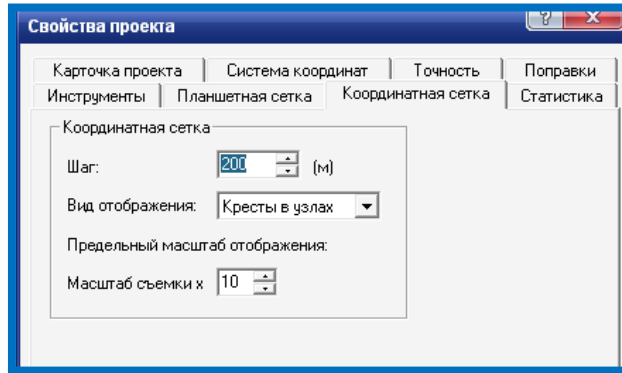 Свойства проекта
? X
Карточка проекта Система координат Точность Поправки
Инструменты Планшетная сетка Координатная сетка Статистика
Координатная сетка
Шаг: 200 (м)
Вид отображения: Кресты в узлах
Предельный масштаб отображения:
Масштаб съемки х 10